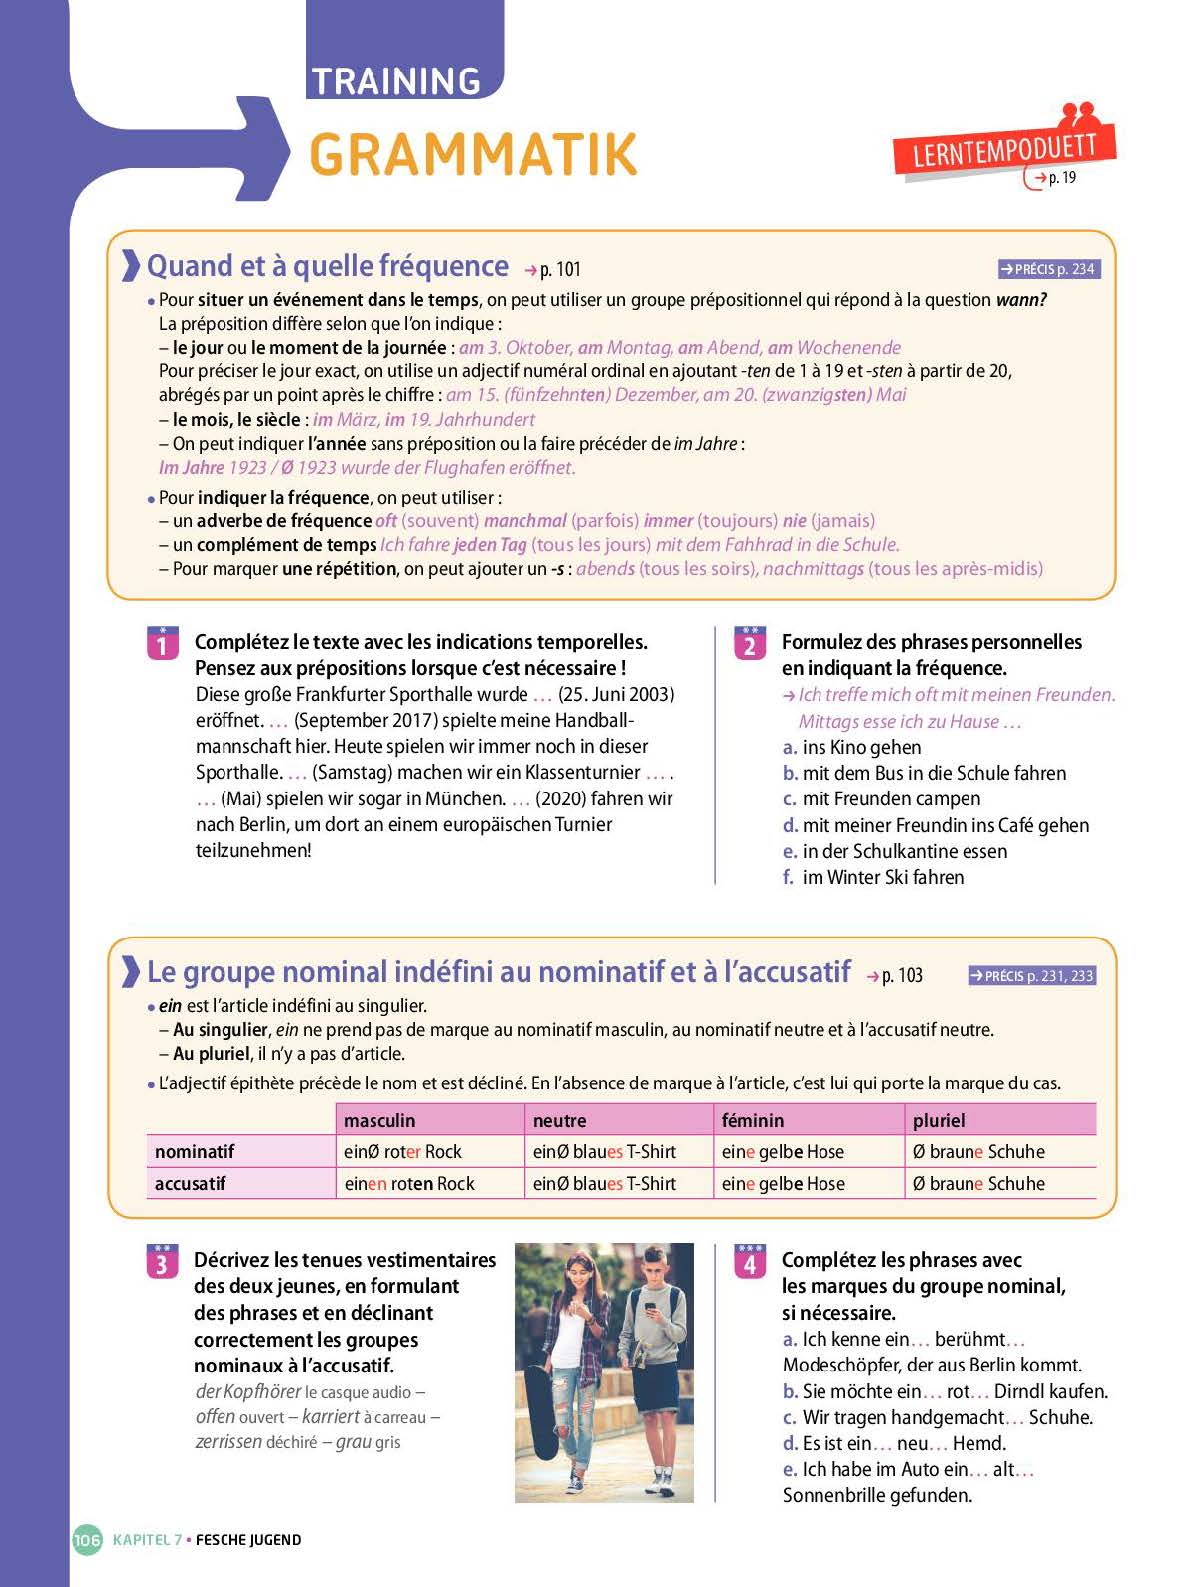 TRAINING
GRAMMATIK
LERNTEMPODUETT
→ p. 19
Quand et à quelle fréquence → p. 101
→ PRÉCIS p. 234
• Pour situer un événement dans le temps, on peut utiliser un groupe prépositionnel qui répond à la question wann?
La préposition diffère selon que l'on indique :
– le jour ou le moment de la journée : am 3. Oktober, am Montag, am Abend, am Wochenende
Pour préciser le jour exact, on utilise un adjectif numéral ordinal en ajoutant -ten de 1 à 19 et -sten à partir de 20,
abrégés par un point après le chiffre : am 15. (fünfzehnten) Dezember, am 20. (zwanzigsten) Mai
– le mois, le siècle : im März, im 19. Jahrhundert
– On peut indiquer l'année sans préposition ou la faire précéder de im Jahre :
Im Jahre 1923 / Ø 1923 wurde der Flughafen eröffnet.
• Pour indiquer la fréquence, on peut utiliser :
– un adverbe de fréquence oft (souvent) manchmal (parfois) immer (toujours) nie (jamais)
– un complément de temps Ich fahre jeden Tag (tous les jours) mit dem Fahhrad in die Schule.
– Pour marquer une répétition, on peut ajouter un -s : abends (tous les soirs), nachmittags (tous les après-midis)
*
1
Complétez le texte avec les indications temporelles.
Pensez aux prépositions lorsque c'est nécessaire !
Diese große Frankfurter Sporthalle wurde … (25. Juni 2003)
eröffnet. … (September 2017) spielte meine Handball-
mannschaft hier. Heute spielen wir immer noch in dieser
Sporthalle. … (Samstag) machen wir ein Klassenturnier … .
… (Mai) spielen wir sogar in München. … (2020) fahren wir
nach Berlin, um dort an einem europäischen Turnier
teilzunehmen!
**
2
Formulez des phrases personnelles
en indiquant la fréquence.
→ Ich treffe mich oft mit meinen Freunden.
Mittags esse ich zu Hause …
a. ins Kino gehen
b. mit dem Bus in die Schule fahren
c. mit Freunden campen
d. mit meiner Freundin ins Café gehen
e. in der Schulkantine essen
f. im Winter Ski fahren
Le groupe nominal indéfini au nominatif et à l'accusatif → p. 103
→ PRÉCIS p. 231, 233
• ein est l'article indéfini au singulier.
– Au singulier, ein ne prend pas de marque au nominatif masculin, au nominatif neutre et à l'accusatif neutre.
– Au pluriel, il n'y a pas d'article.
• L'adjectif épithète précède le nom et est décliné. En l'absence de marque à l'article, c'est lui qui porte la marque du cas.
masculin neutre féminin pluriel
nominatif einØ roter Rock einØ blaues T-Shirt eine gelbe Hose Ø braune Schuhe
accusatif einen roten Rock einØ blaues T-Shirt eine gelbe Hose Ø braune Schuhe
**
3
Décrivez les tenues vestimentaires
des deux jeunes, en formulant
des phrases et en déclinant
correctement les groupes
nominaux à l'accusatif.
der Kopfhörer le casque audio –
offen ouvert – karriert à carreau –
zerrissen déchiré – grau gris
***
4
Complétez les phrases avec
les marques du groupe nominal,
si nécessaire.
a. Ich kenne ein… berühmt…
Modeschöpfer, der aus Berlin kommt.
b. Sie möchte ein… rot… Dirndl kaufen.
c. Wir tragen handgemacht… Schuhe.
d. Es ist ein… neu… Hemd.
e. Ich habe im Auto ein… alt…
Sonnenbrille gefunden.
106 KAPITEL 7 • FESCHE JUGEND